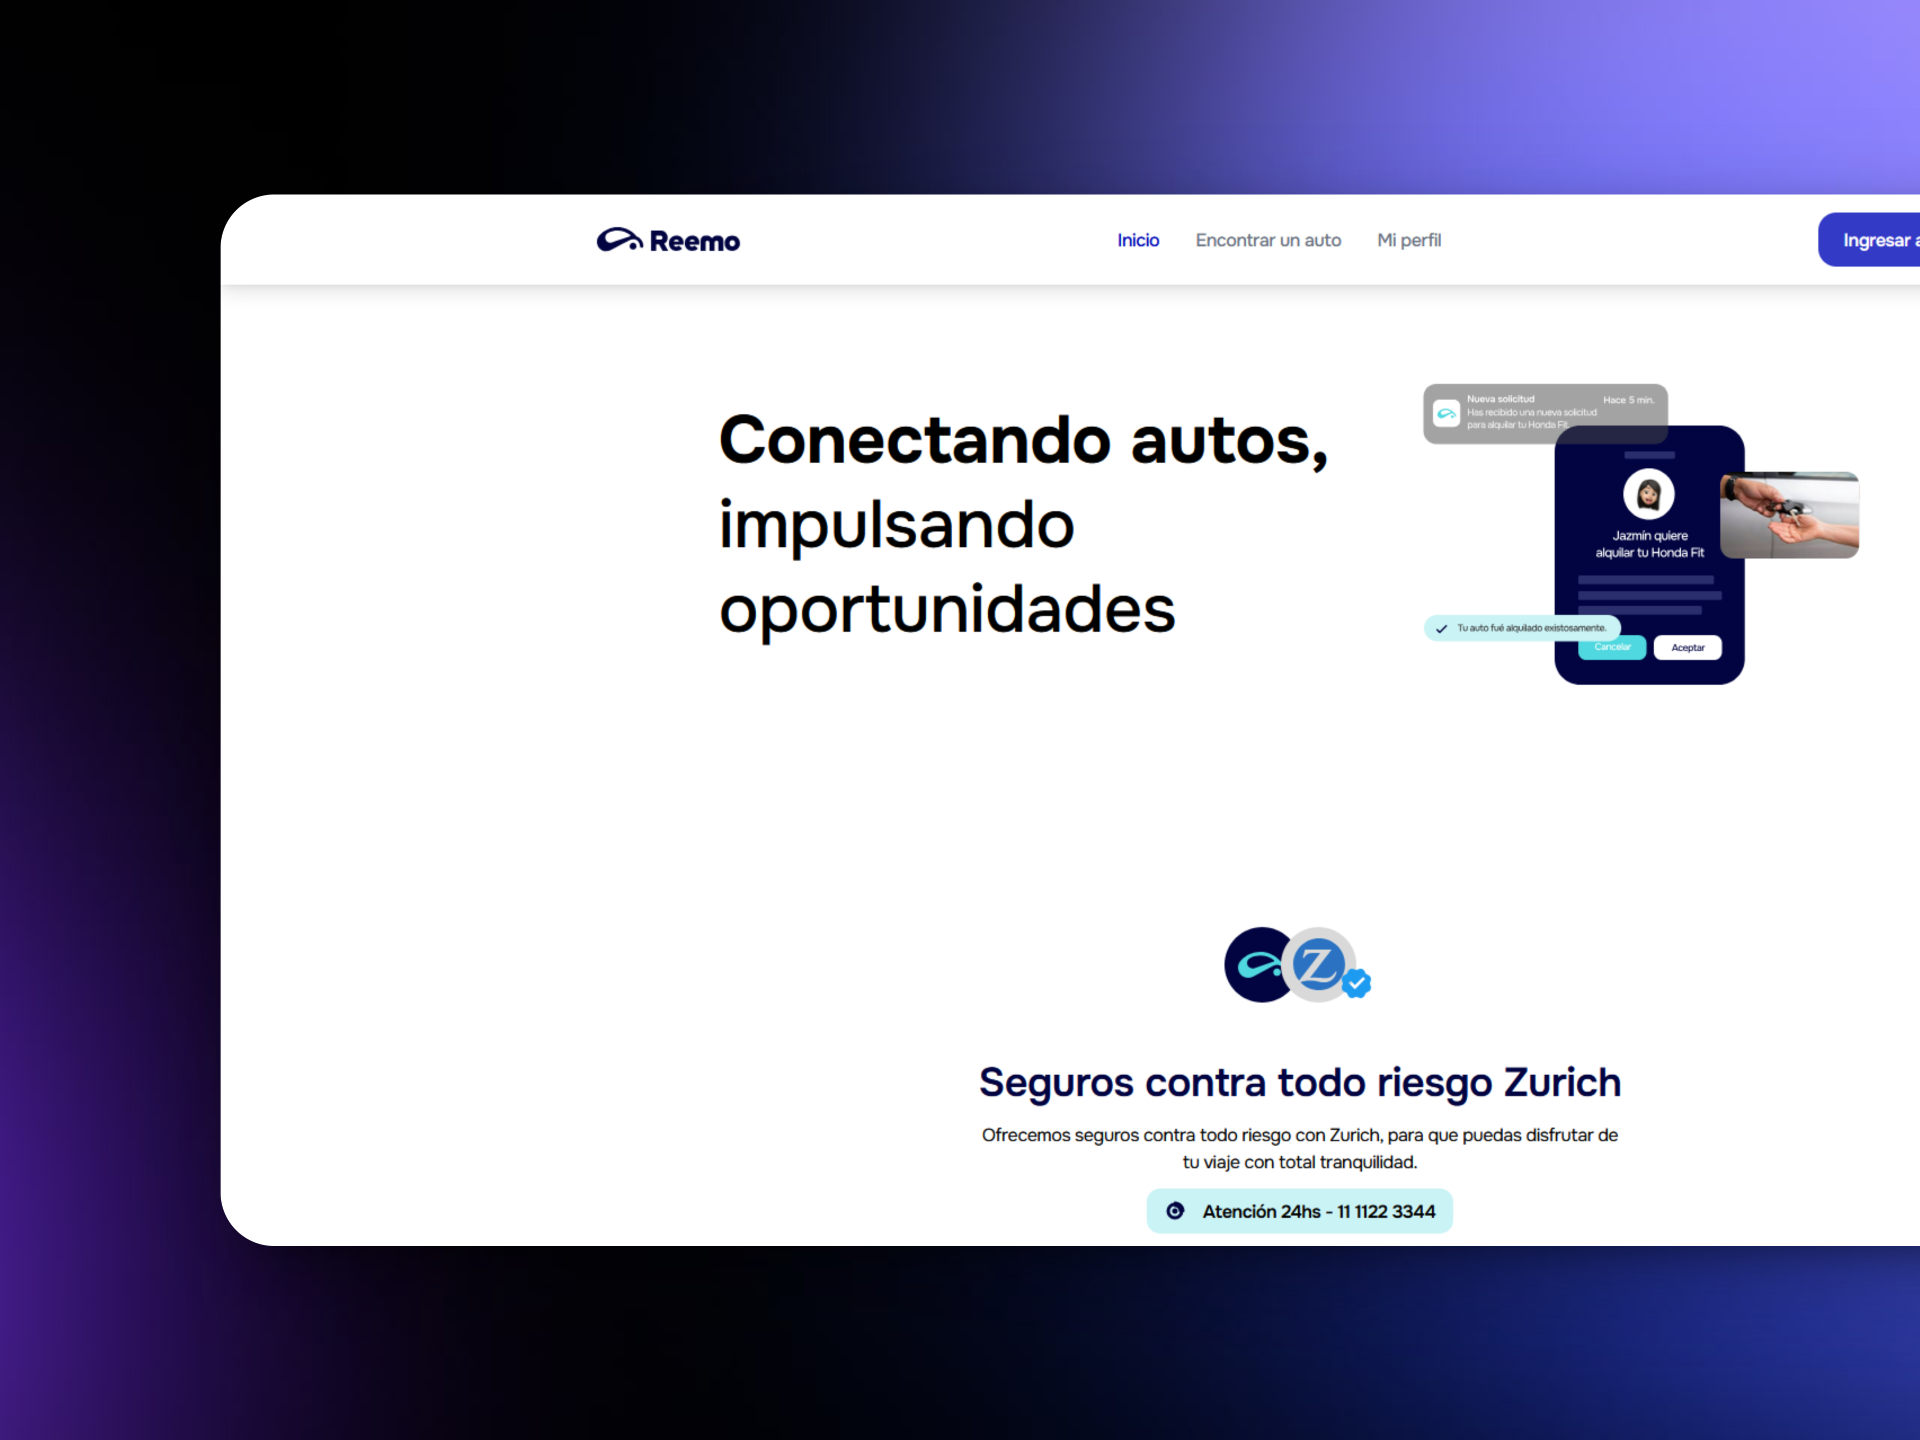 Reemo
Inicio
Encontrar un auto
Mi perfil
Ingresar a
Conectando autos,
impulsando
oportunidades
Nueva solicitud
Hace 5 min.
Has recibido una nueva solicitud
para alquilar tu Honda Fit.
Jazmín quiere
alquilar tu Honda Fit
Tu auto fué alquilado existosamente.
Cancelar
Aceptar
Z
Seguros contra todo riesgo Zurich
Ofrecemos seguros contra todo riesgo con Zurich, para que puedas disfrutar de
tu viaje con total tranquilidad.
Atención 24hs - 11 1122 3344